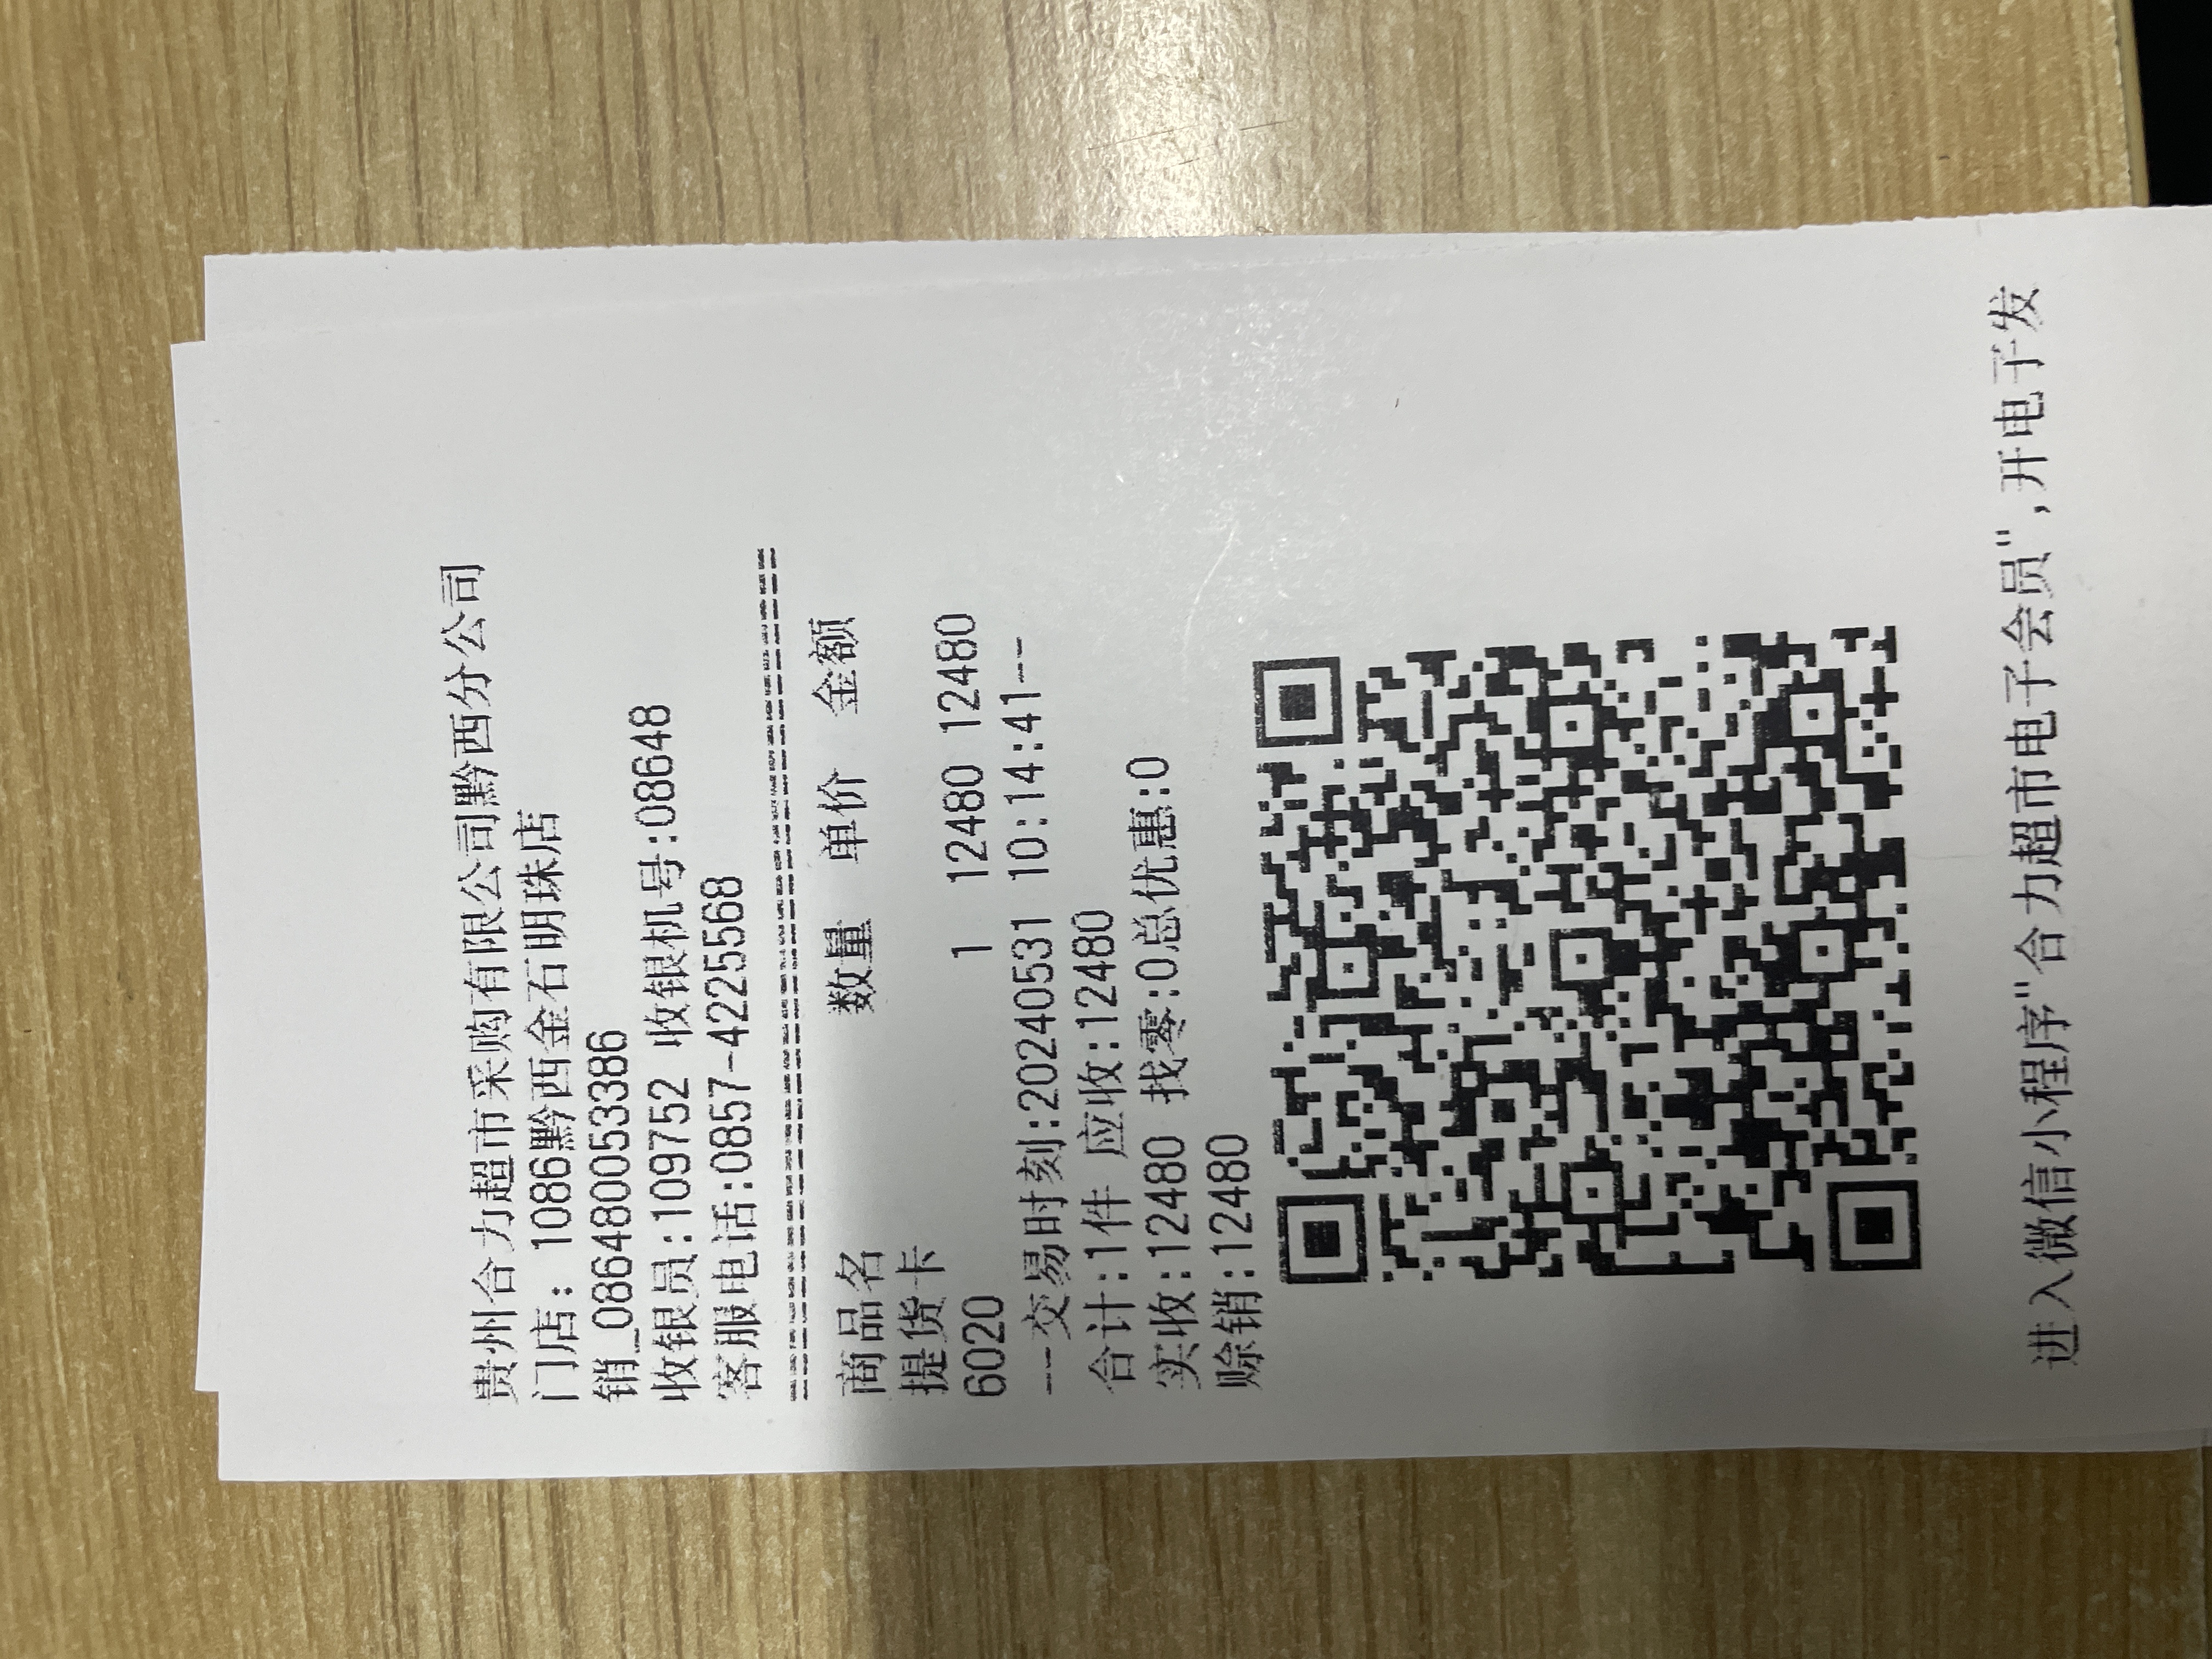 贵州合力超市采购有限公司黔西分公司
门店: 1086黔西金石明珠店
销_086480053386
收银员:109752 收银机号:08648
客服电话:0857-4225568
================================
商品名 数量 单价 金额
提货卡
6020 1 12480 12480
--交易时刻:20240531 10:14:41--
合计:1件 应收:12480
实收:12480 找零:0总优惠:0
赊销:12480
进入微信小程序"合力超市电子会员",开电子发